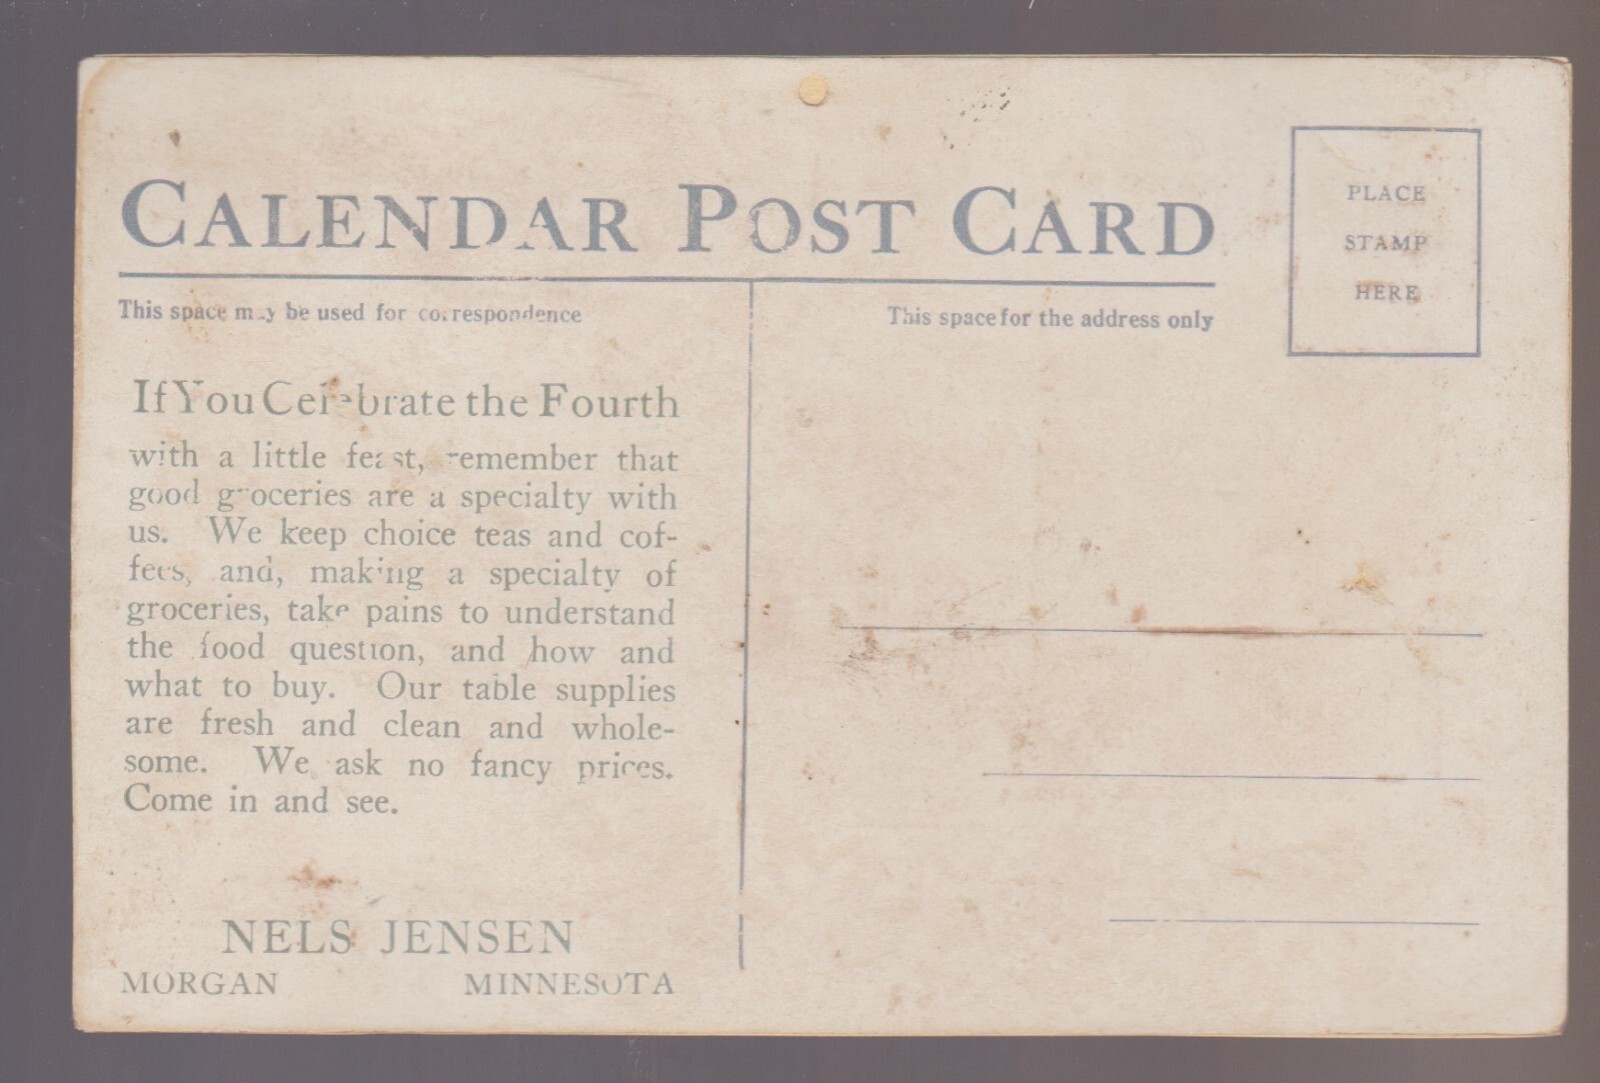 CALENDAR POST CARD
PLACE
STAMP
HERE
This space may be used for correspondence
This space for the address only
If You Celebrate the Fourth
with a little feast, remember that
good groceries are a specialty with
us. We keep choice teas and cof-
fees, and, making a specialty of
groceries, take pains to understand
the food question, and how and
what to buy. Our table supplies
are fresh and clean and whole-
some. We ask no fancy prices.
Come in and see.
NELS JENSEN
MORGAN MINNESOTA